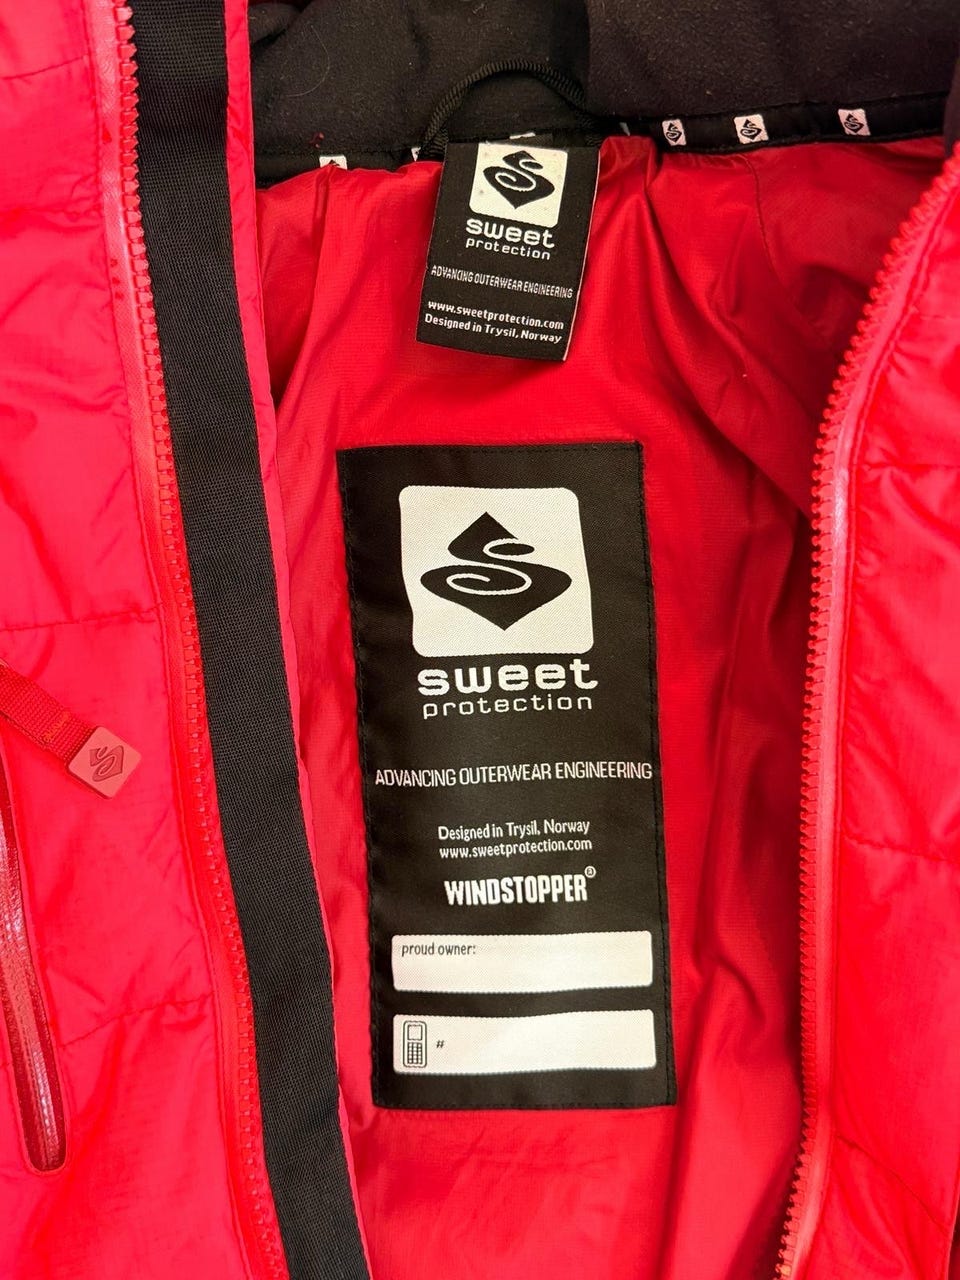 sweet
protection
ADVANCING OUTERWEAR ENGINEERING
www.sweetprotection.com
Designed in Trysil, Norway
sweet
protection
ADVANCING OUTERWEAR ENGINEERING
Designed in Trysil, Norway
www.sweetprotection.com
WINDSTOPPER®
proud owner:
#